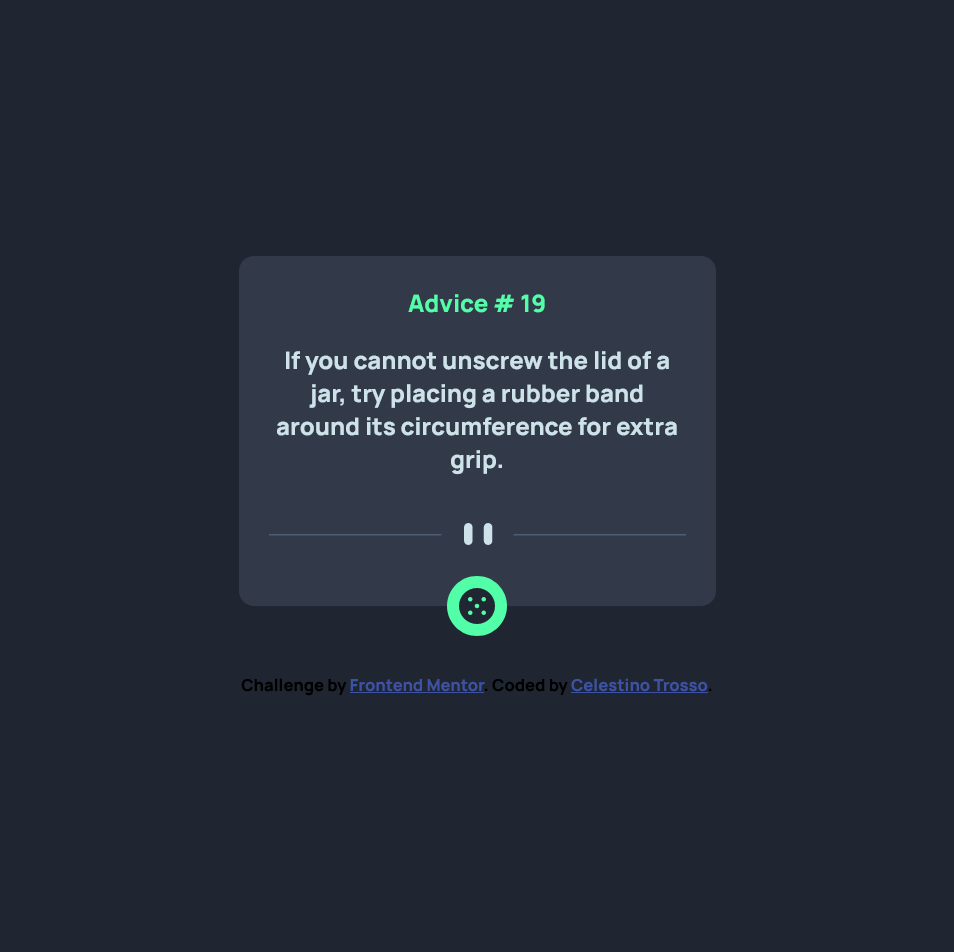 Advice # 19
If you cannot unscrew the lid of a
jar, try placing a rubber band
around its circumference for extra
grip.
Challenge by Frontend Mentor. Coded by Celestino Trosso.